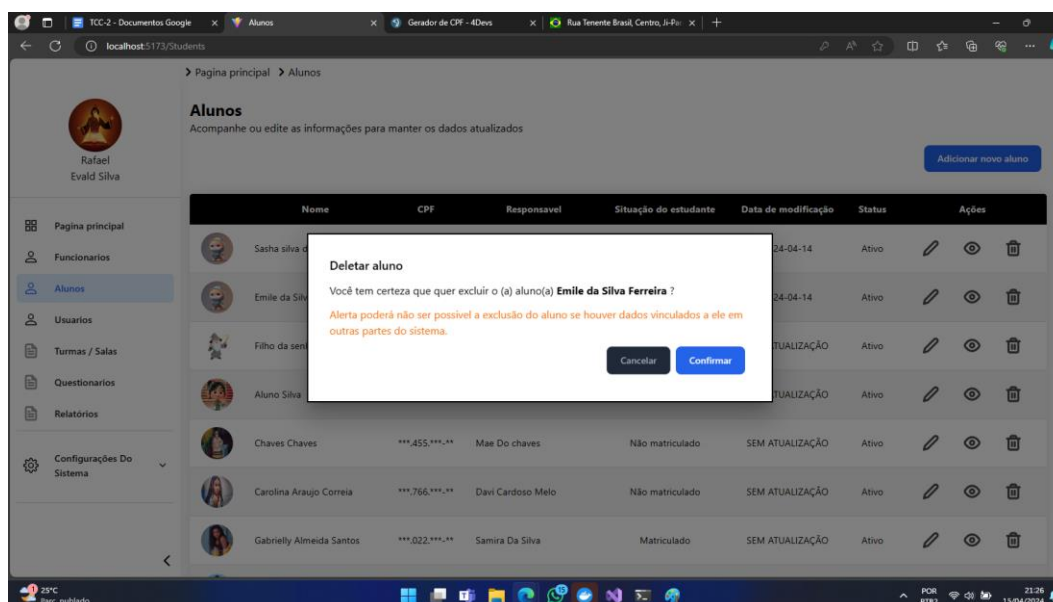 TCC-2 - Documentos Google
Alunos
Gerador de CPF - 4Devs
Rua Tenente Brasil, Centro, Ji-Pa
localhost:5173/Students
Pagina principal > Alunos
Rafael
Evald Silva
Pagina principal
Funcionarios
Alunos
Usuarios
Turmas / Salas
Questionarios
Relatórios
Configurações Do
Sistema
Alunos
Acompanhe ou edite as informações para manter os dados atualizados
Adicionar novo aluno
Nome CPF Responsavel Situação do estudante Data de modificação Status Ações
Sasha silva d 24-04-14 Ativo
Emile da Silv 24-04-14 Ativo
Filho da sen TUALIZAÇÃO Ativo
Aluno Silva TUALIZAÇÃO Ativo
Deletar aluno
Você tem certeza que quer excluir o (a) aluno(a) Emile da Silva Ferreira ?
Alerta poderá não ser possivel a exclusão do aluno se houver dados vinculados a ele em
outras partes do sistema.
Cancelar Confirmar
Chaves Chaves ***.455.***-** Mae Do chaves Não matriculado SEM ATUALIZAÇÃO Ativo
Carolina Araujo Correia ***.766.***-** Davi Cardoso Melo Não matriculado SEM ATUALIZAÇÃO Ativo
Gabrielly Almeida Santos ***.022.***-** Samira Da Silva Matriculado SEM ATUALIZAÇÃO Ativo
25°C
Parc. nublado
POR
PTB2
21:26
15/04/2024